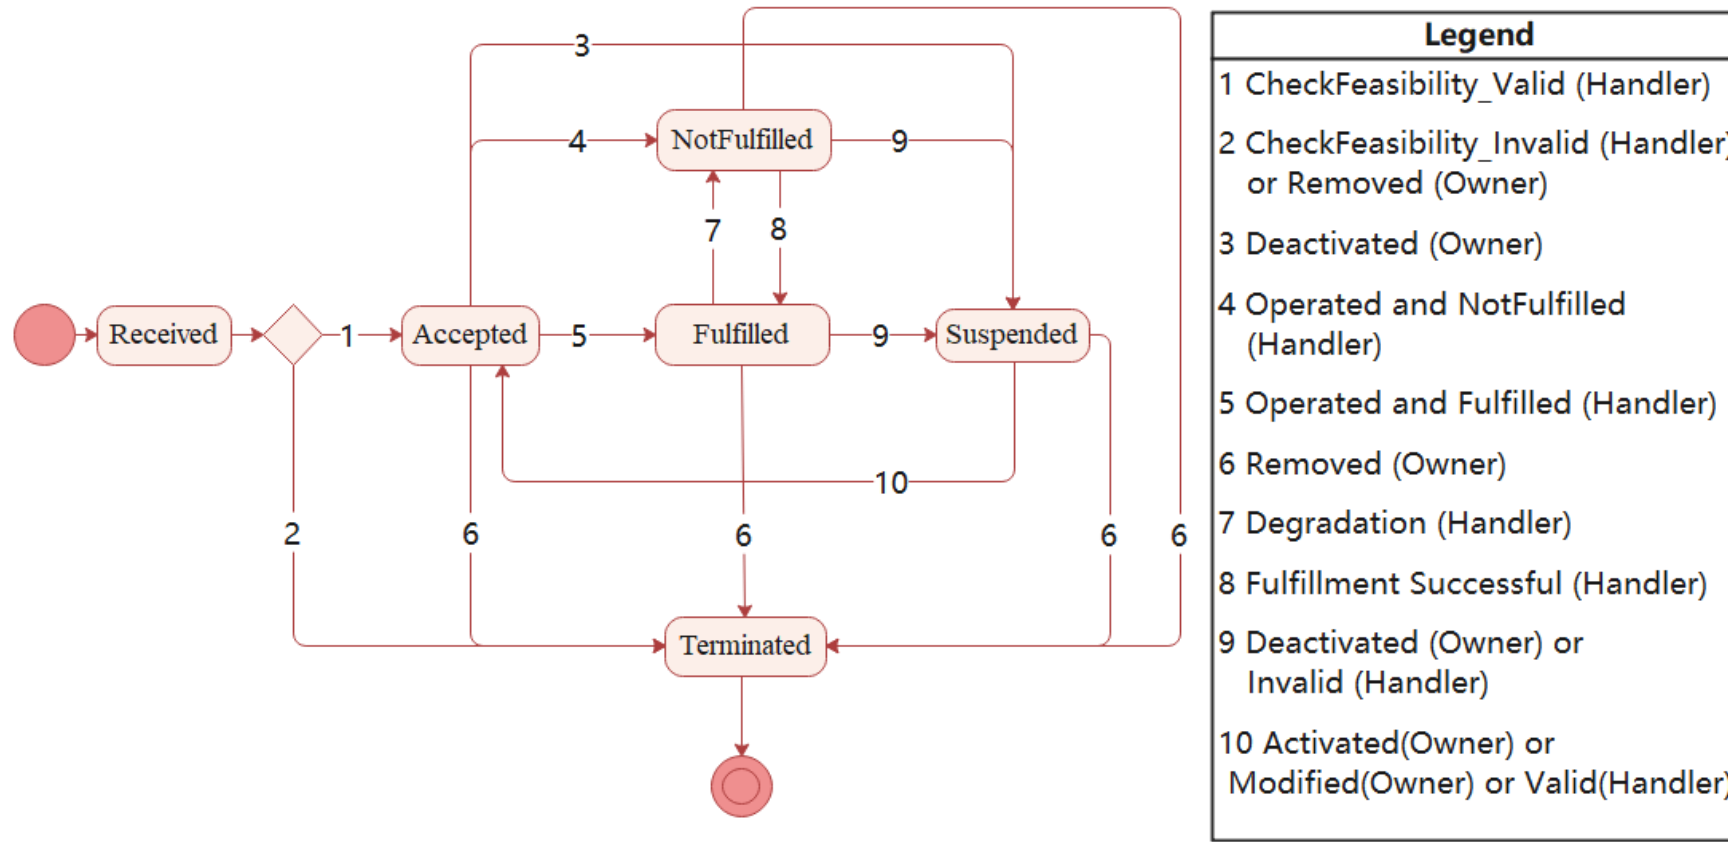 3
4
NotFulfilled
9
7
8
Received
1
Accepted
5
Fulfilled
9
Suspended
10
2
6
6
6
6
Terminated
Legend
1 CheckFeasibility_Valid (Handler)
2 CheckFeasibility_Invalid (Handler)
or Removed (Owner)
3 Deactivated (Owner)
4 Operated and NotFulfilled
(Handler)
5 Operated and Fulfilled (Handler)
6 Removed (Owner)
7 Degradation (Handler)
8 Fulfillment Successful (Handler)
9 Deactivated (Owner) or
Invalid (Handler)
10 Activated(Owner) or
Modified(Owner) or Valid(Handler)